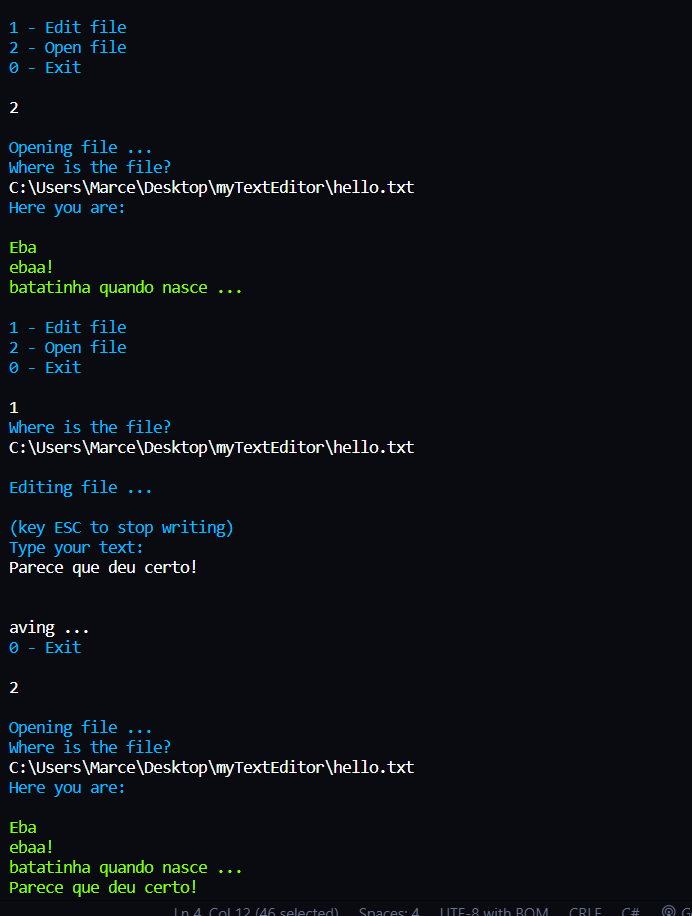 1 - Edit file
2 - Open file
0 - Exit
2
Opening file ...
Where is the file?
C:\Users\Marce\Desktop\myTextEditor\hello.txt
Here you are:
Eba
ebaa!
batatinha quando nasce ...
1 - Edit file
2 - Open file
0 - Exit
1
Where is the file?
C:\Users\Marce\Desktop\myTextEditor\hello.txt
Editing file ...
(key ESC to stop writing)
Type your text:
Parece que deu certo!
aving ...
0 - Exit
2
Opening file ...
Where is the file?
C:\Users\Marce\Desktop\myTextEditor\hello.txt
Here you are:
Eba
ebaa!
batatinha quando nasce ...
Parece que deu certo!
Ln 4, Col 12 (46 selected) Spaces: 4 UTF-8 with BOM CRLF C#